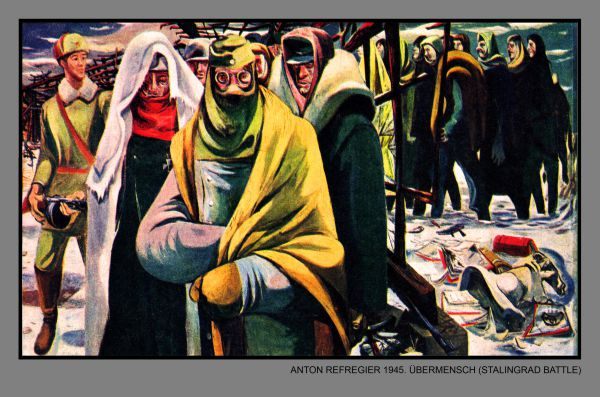 ANTON REFREGIER 1945. ÜBERMENSCH (STALINGRAD BATTLE)